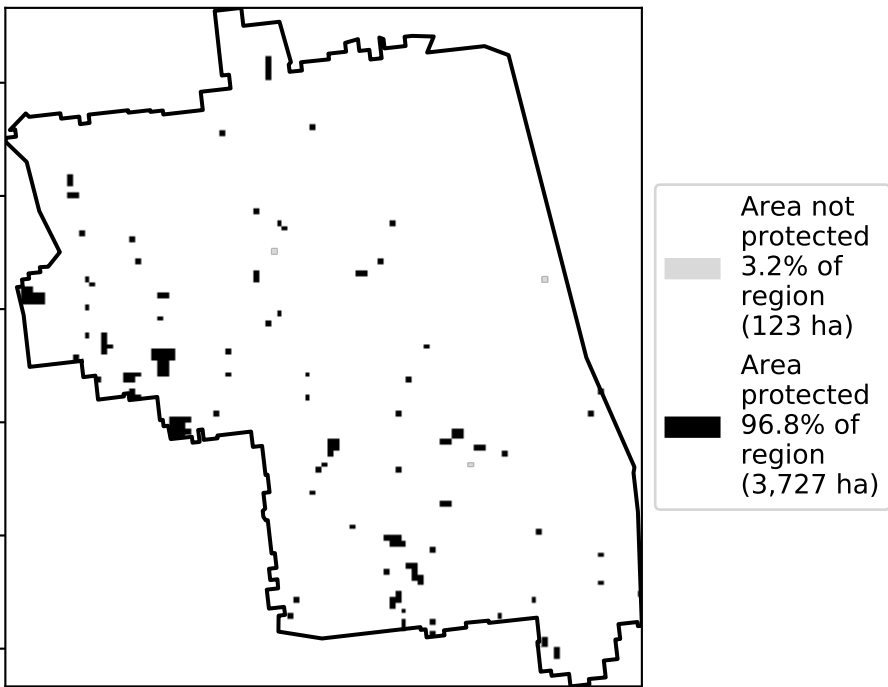 Area not
protected
3.2% of
region
(123 ha)
Area
protected
96.8% of
region
(3,727 ha)